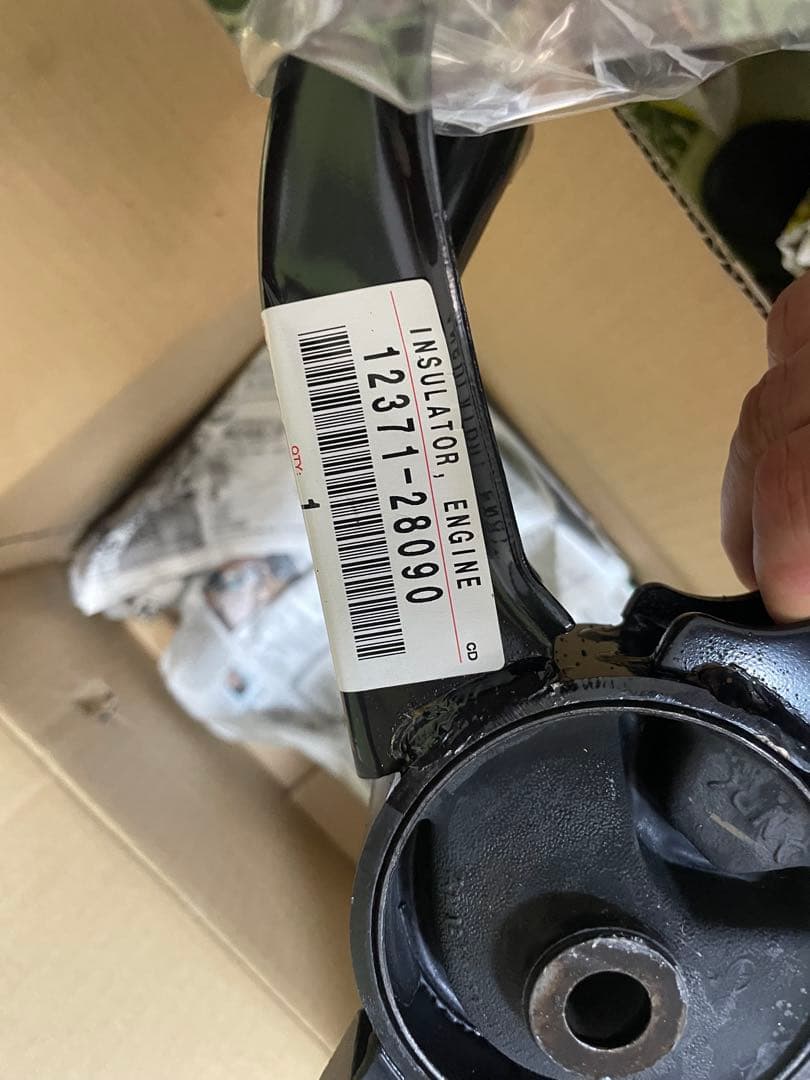 INSULATOR, ENGINE
12371-28090
QTY: 1
CD